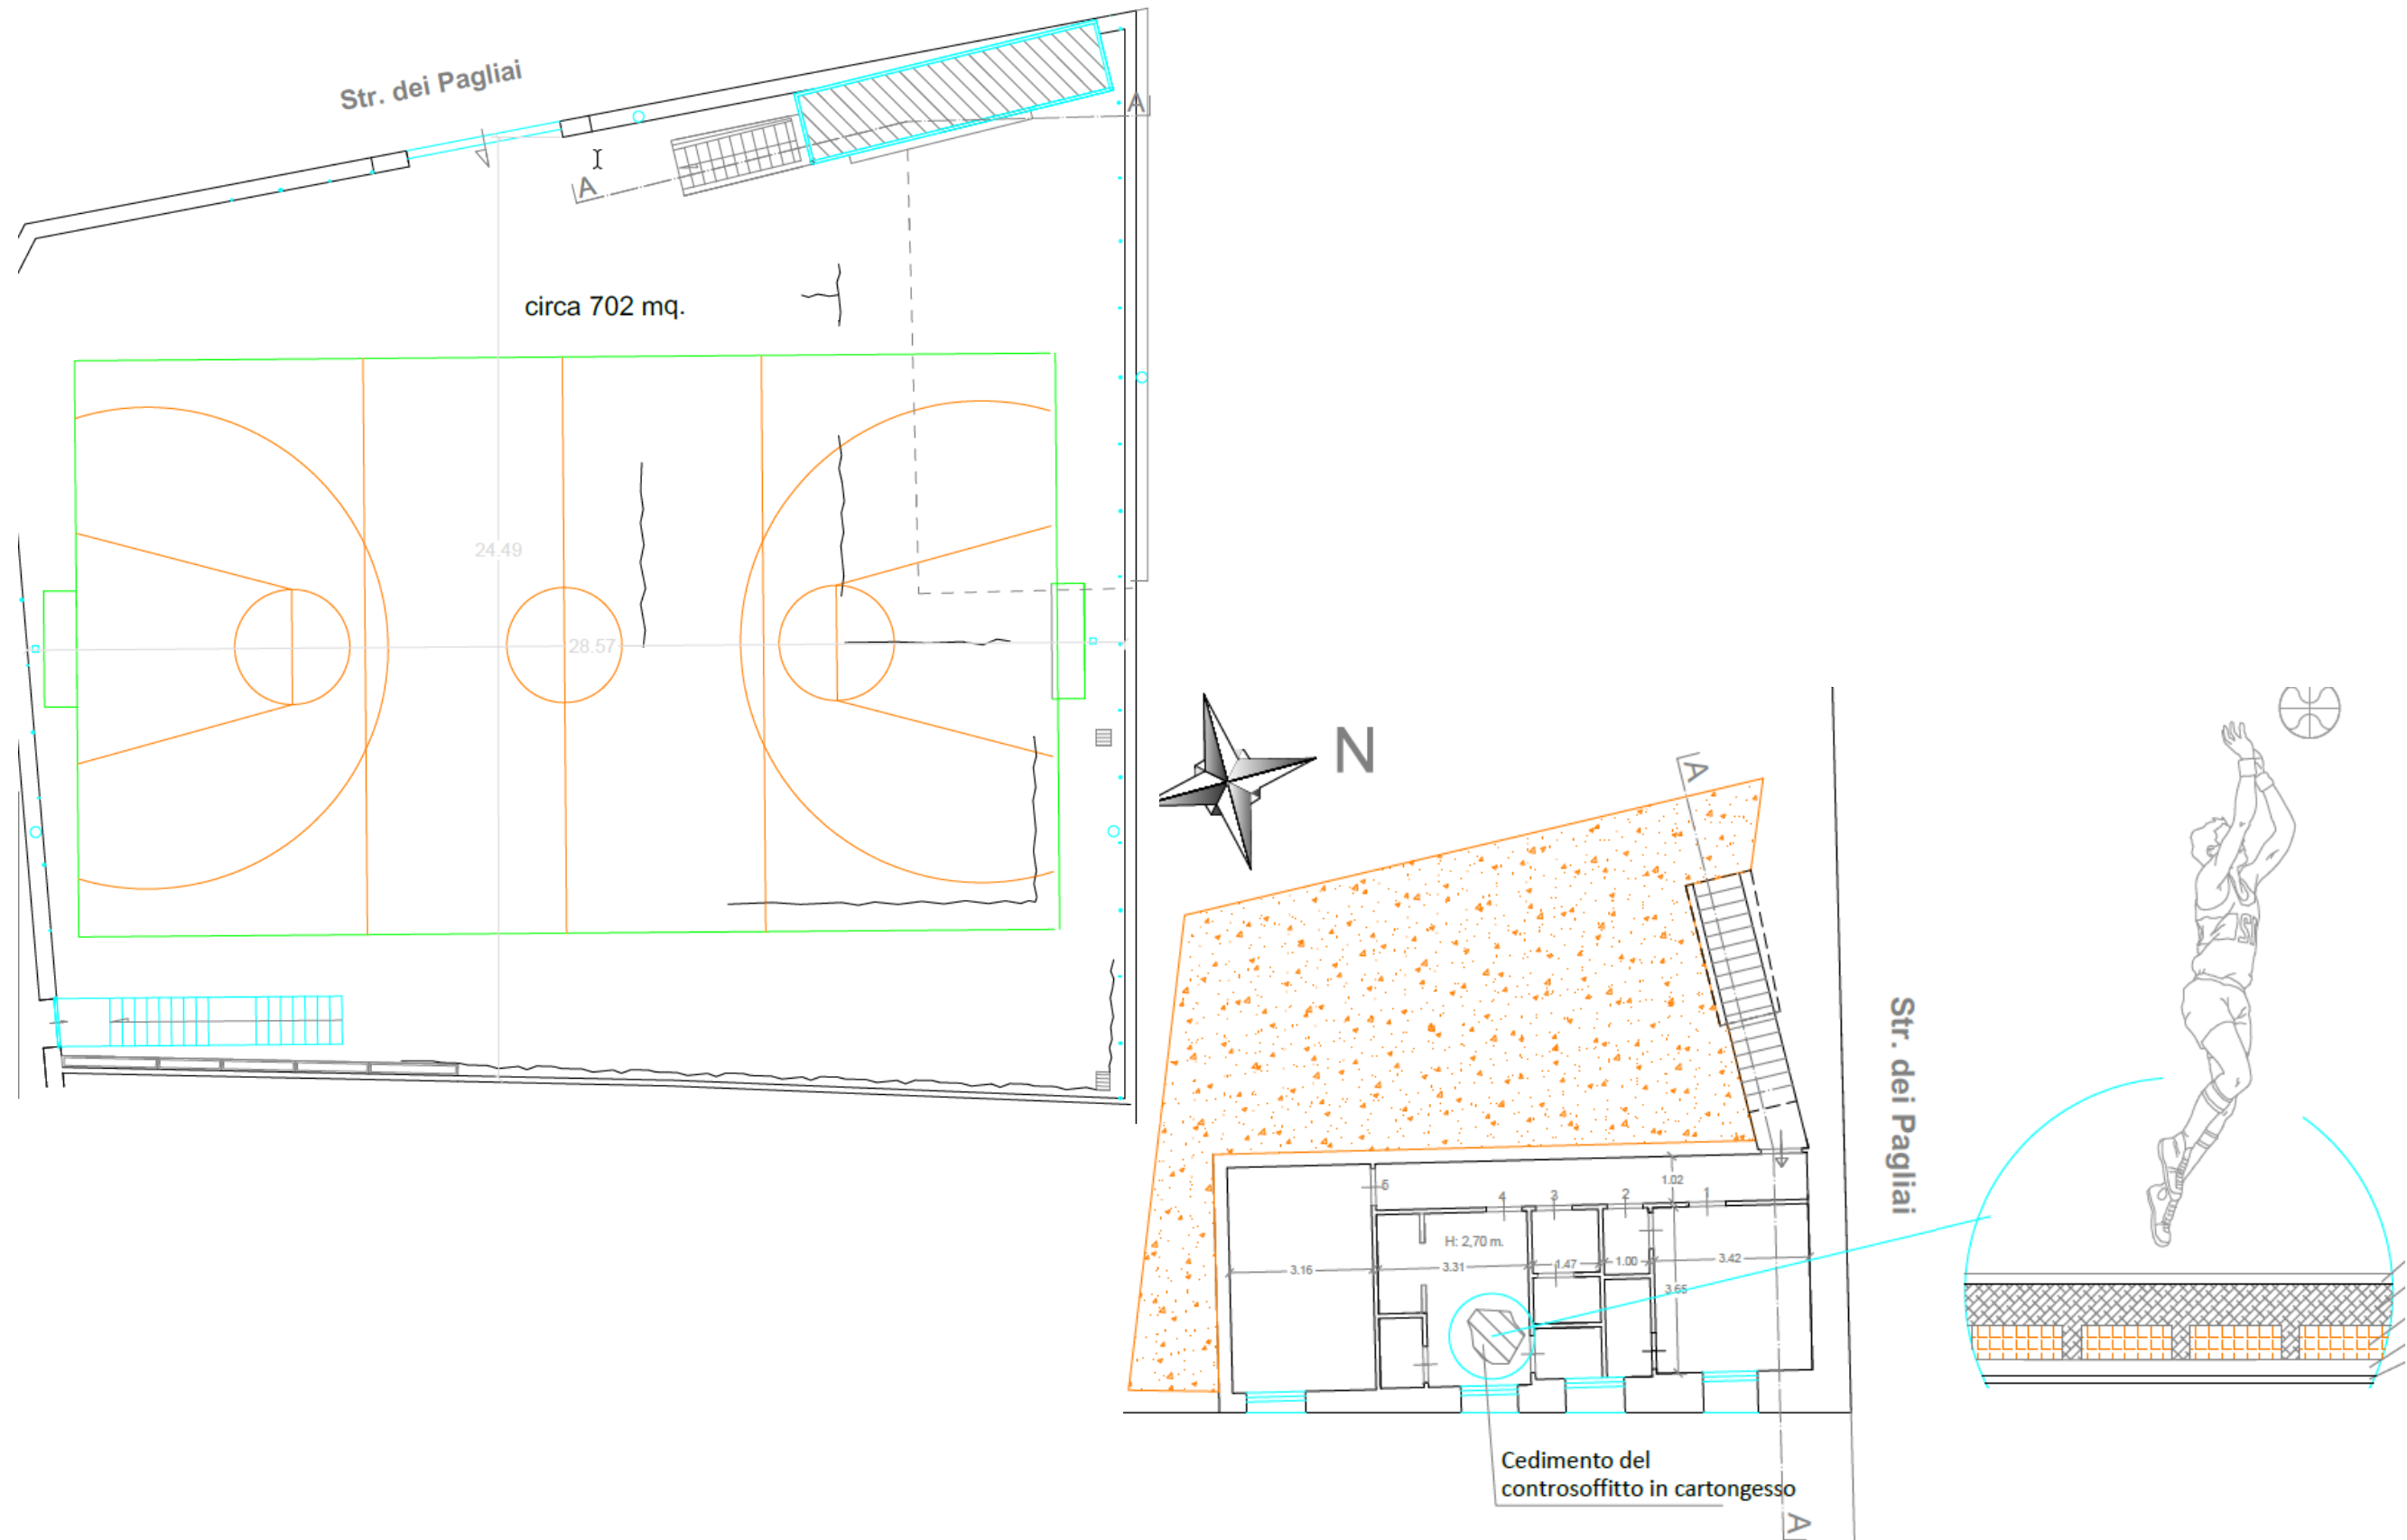 Str. dei Pagliai
A
A
circa 702 mq.
24.49
28.57
N
A
Str. dei Pagliai
1.02
5
4
3
2
1
H: 2,70 m.
3.16
3.31
1.47
1.00
3.42
3.65
Cedimento del
controsoffitto in cartongesso
A